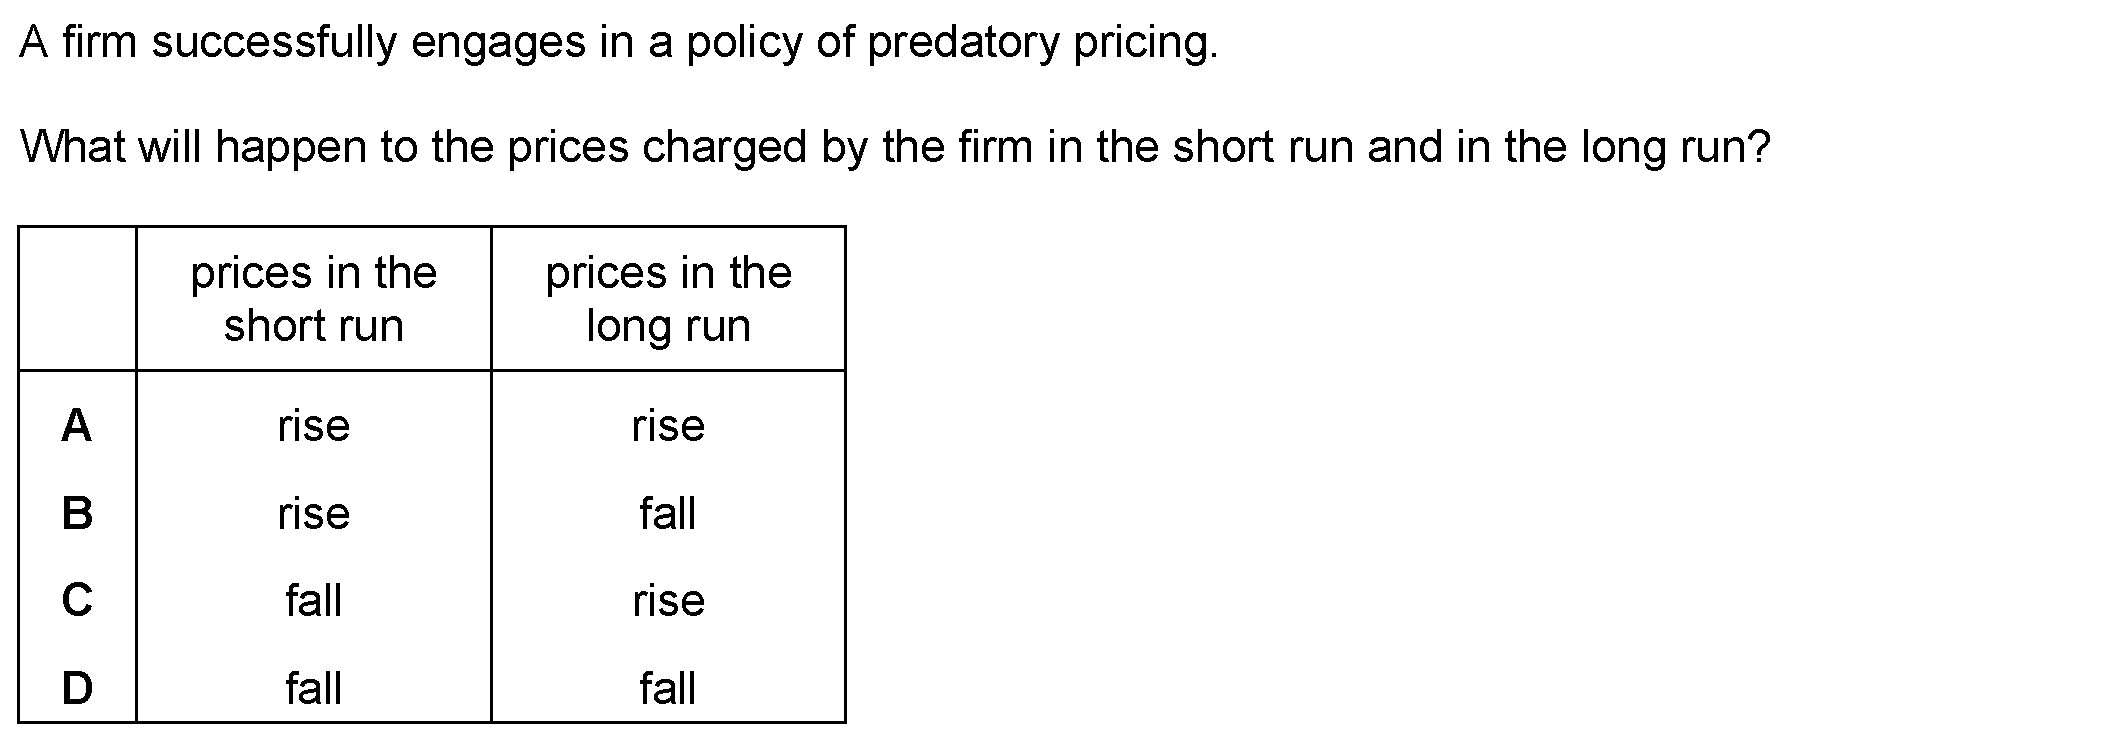 A firm successfully engages in a policy of predatory pricing.
What will happen to the prices charged by the firm in the short run and in the long run?
prices in the short run prices in the long run
A rise rise
B rise fall
C fall rise
D fall fall